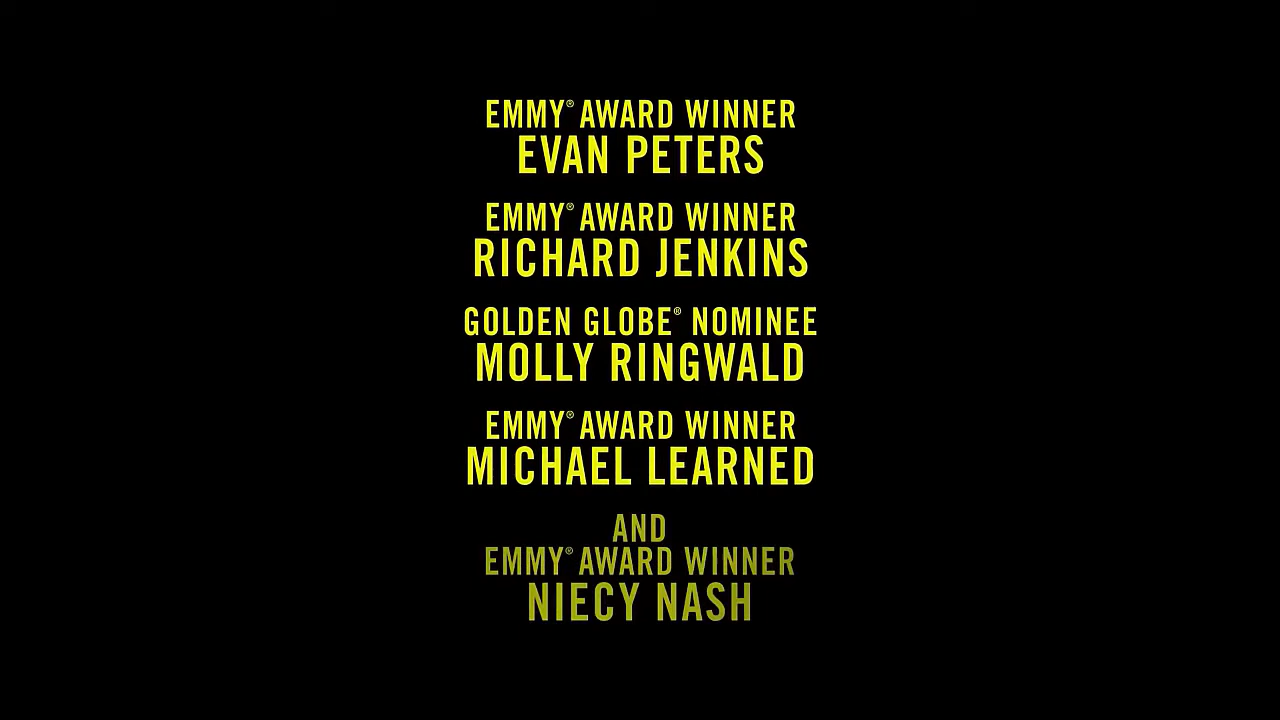 EMMY® AWARD WINNER
EVAN PETERS
EMMY® AWARD WINNER
RICHARD JENKINS
GOLDEN GLOBE® NOMINEE
MOLLY RINGWALD
EMMY® AWARD WINNER
MICHAEL LEARNED
AND
EMMY® AWARD WINNER
NIECY NASH